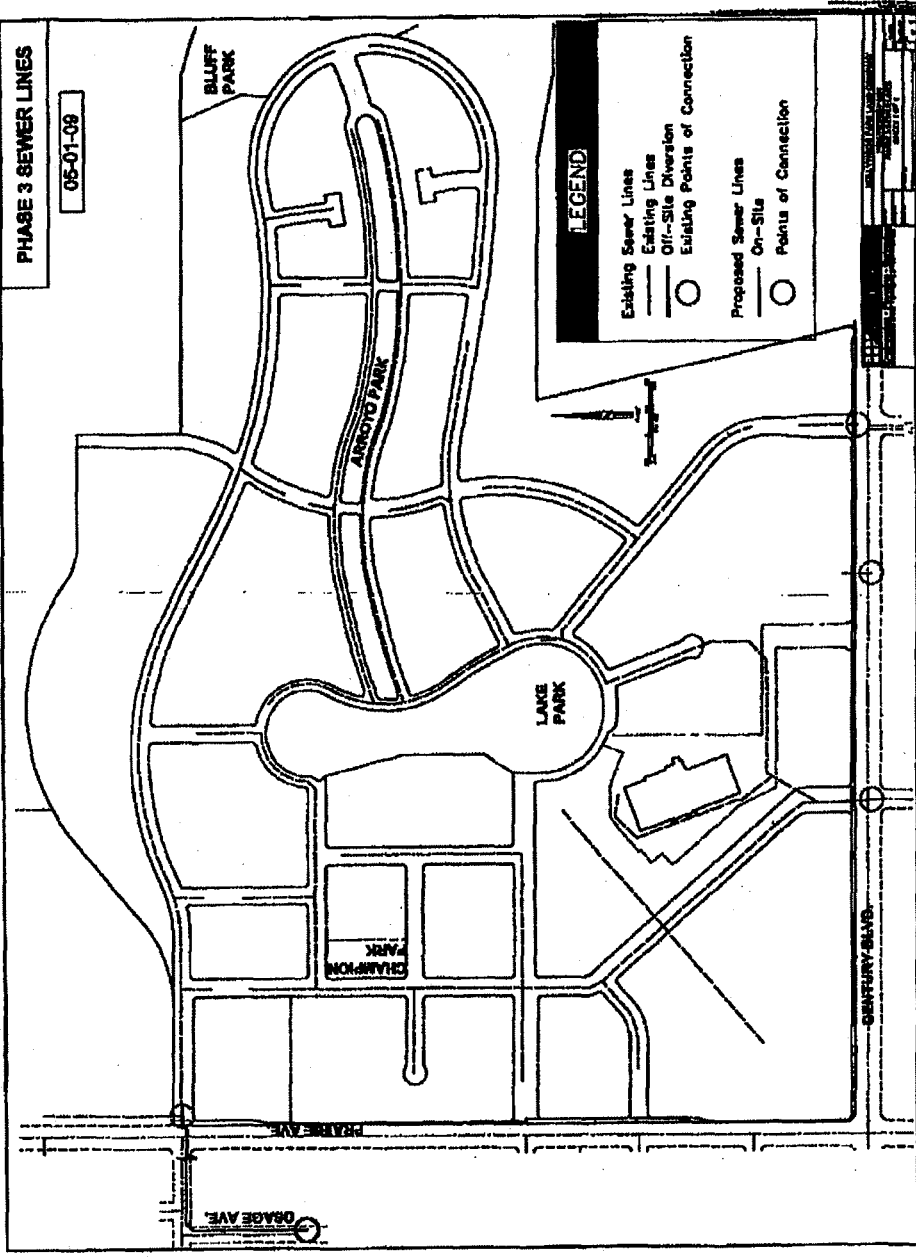 PHASE 3 SEWER LINES
05-01-09
BLUFF
PARK
LEGEND
Existing Sewer Lines
Existing Lines
Off-Site Diversion
Existing Points of Connection
Proposed Sewer Lines
On-Site
Points of Connection
ARROYO PARK
LAKE
PARK
CHAMPION
PARK
CENTURY BLVD.
PRAIRIE AVE
OSAGE AVE.